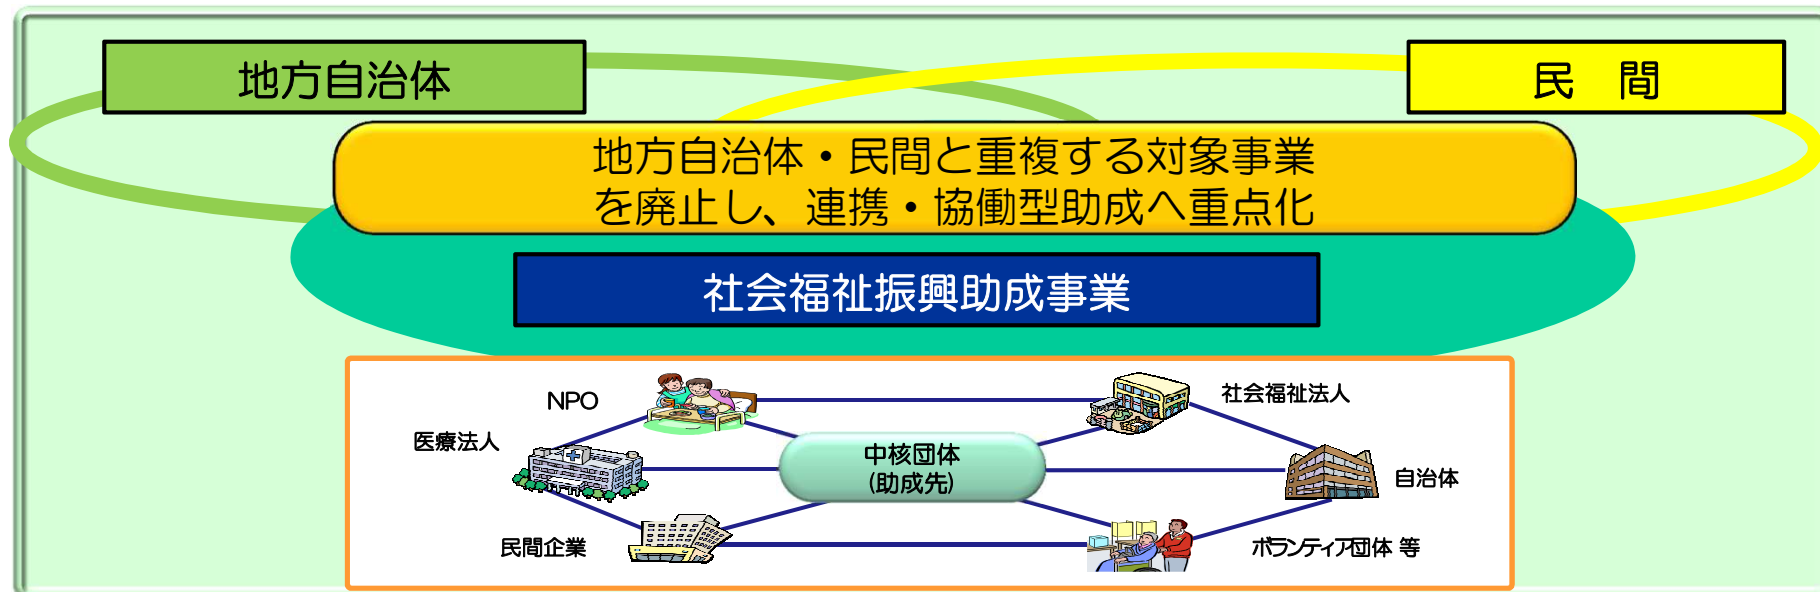 地方自治体
民　間
地方自治体・民間と重複する対象事業
を廃止し、連携・協働型助成へ重点化
社会福祉振興助成事業
NPO
社会福祉法人
医療法人
中核団体
(助成先)
自治体
民間企業
ボランティア団体 等